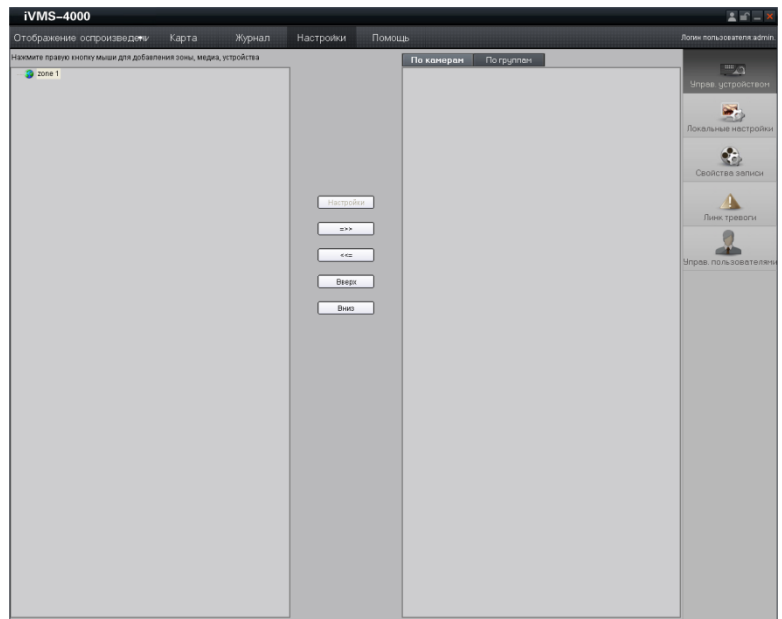 iVMS-4000
Отображение оспроизведени Карта Журнал Настройки Помощь Логин пользователя:admin.
Нажмите правую кнопку мыши для добавления зоны, медиа, устройства
По камерам По группам
zone 1
Управ. устройством
Локальные настройки
Свойства записи
Линк тревоги
Управ. пользователями
Настройки
=>>
<<=
Вверх
Вниз